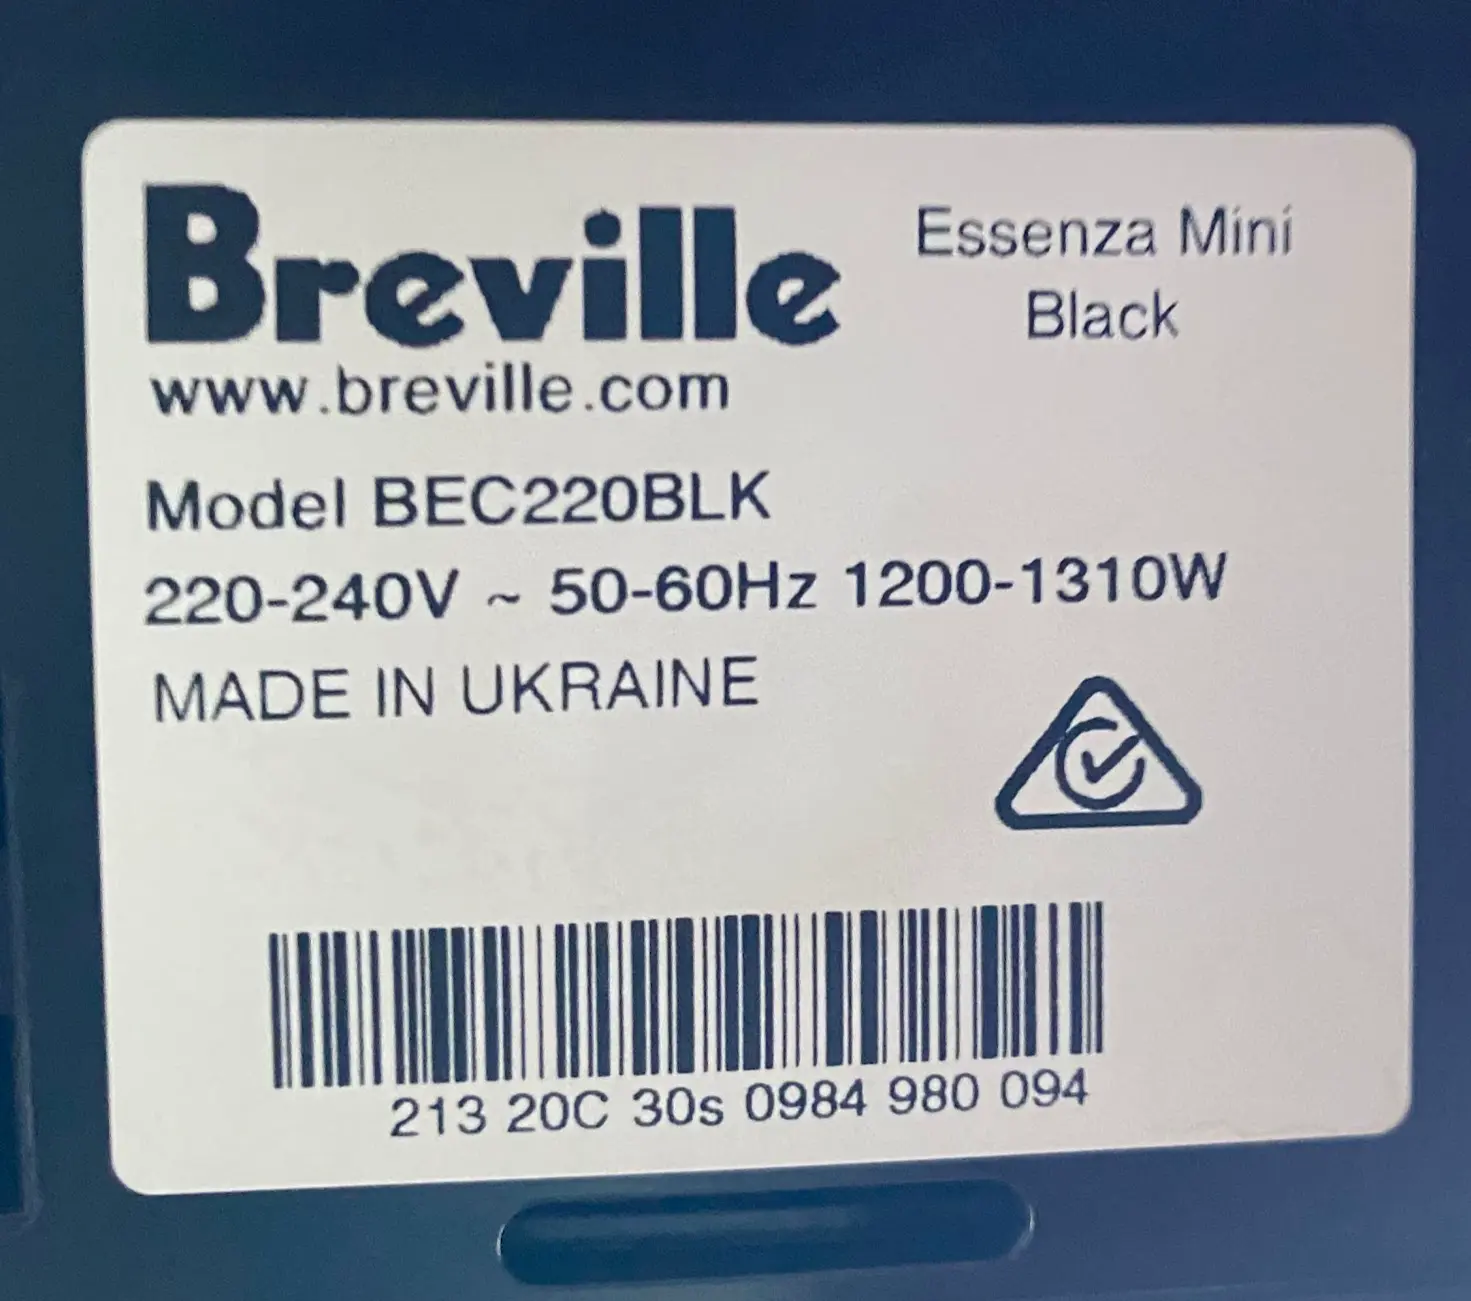 Breville
Essenza Mini
Black
www.breville.com
Model BEC220BLK
220-240V ~ 50-60Hz 1200-1310W
MADE IN UKRAINE
213 20C 30s 0984 980 094